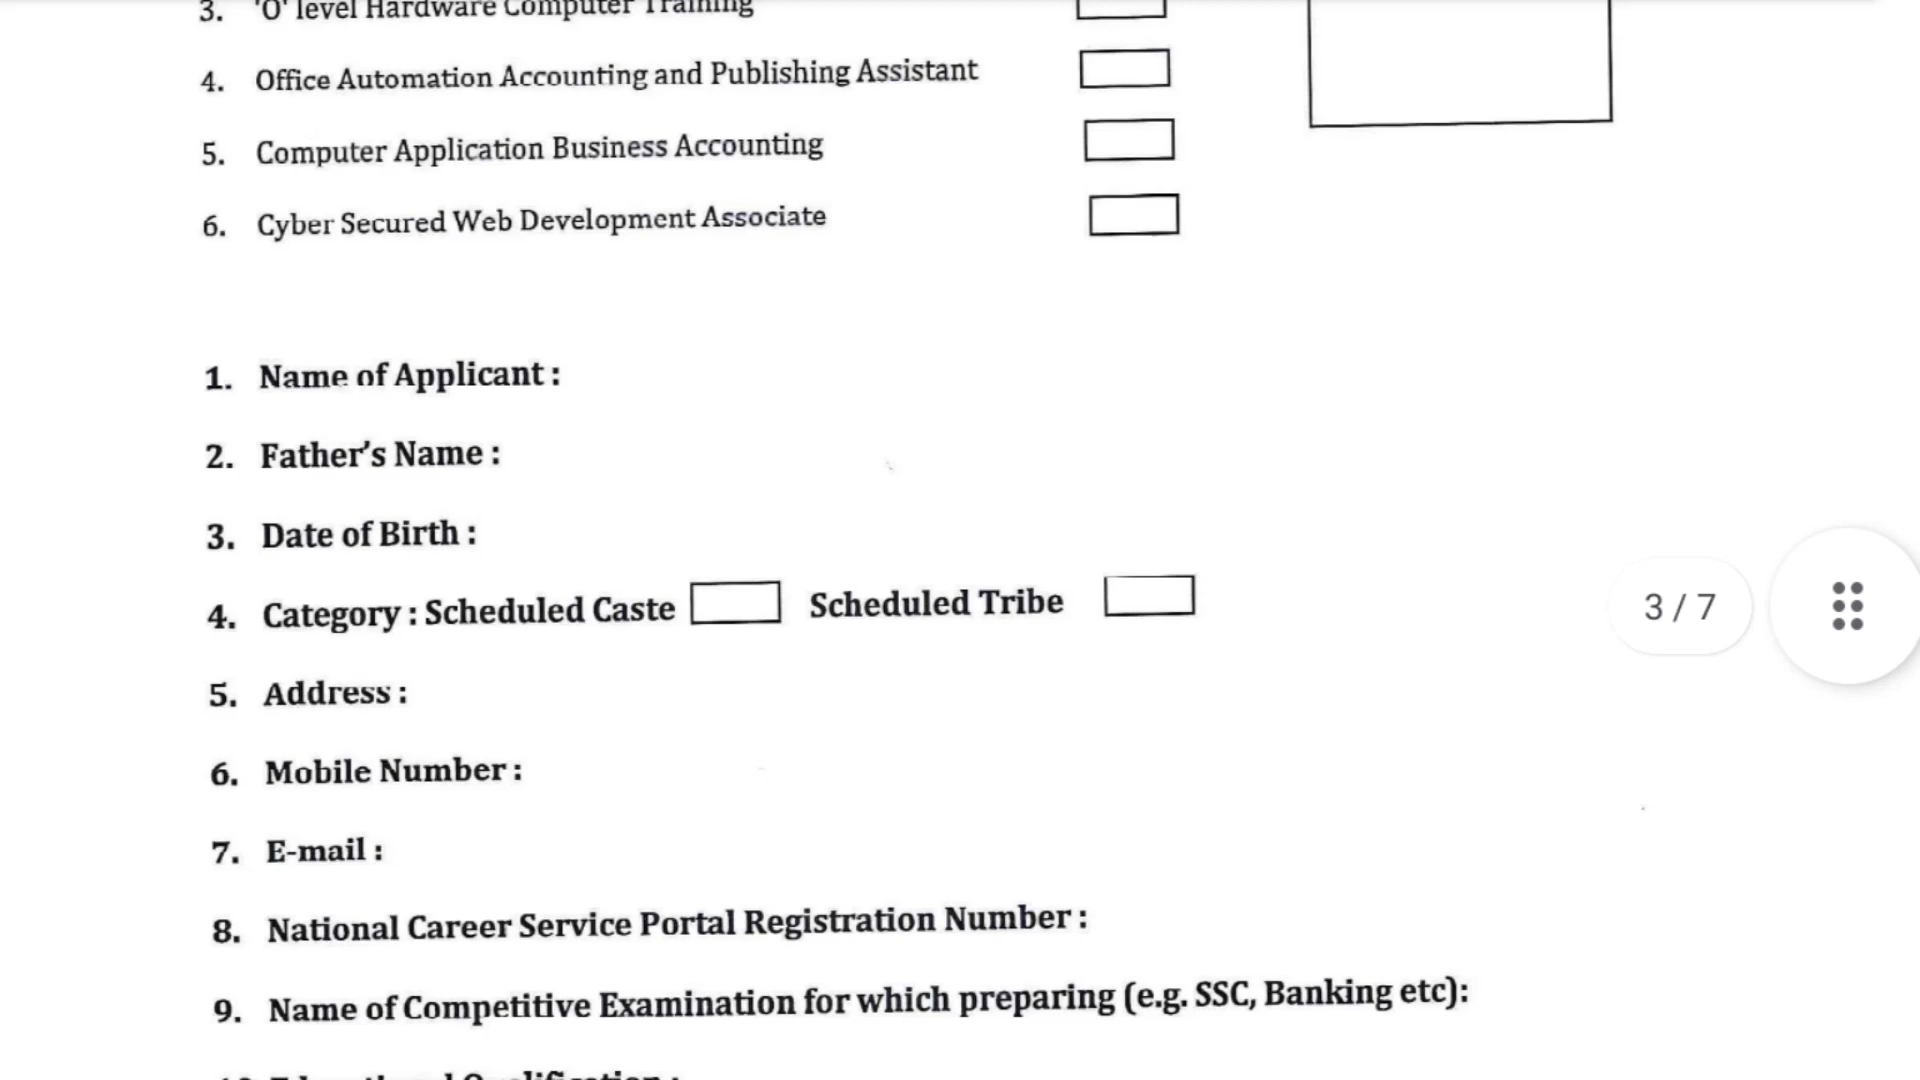 3. 'O' level Hardware Computer Training
4. Office Automation Accounting and Publishing Assistant
5. Computer Application Business Accounting
6. Cyber Secured Web Development Associate
1. Name of Applicant :
2. Father's Name :
3. Date of Birth :
4. Category : Scheduled Caste Scheduled Tribe
3 / 7
5. Address :
6. Mobile Number :
7. E-mail :
8. National Career Service Portal Registration Number :
9. Name of Competitive Examination for which preparing (e.g. SSC, Banking etc):
10. Educational Qualification :